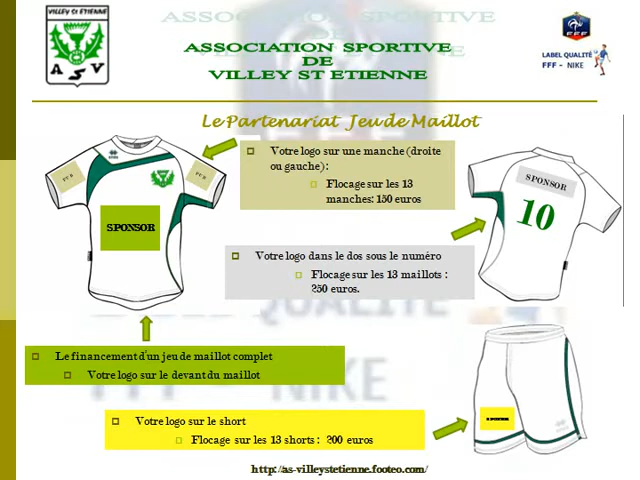 VILLEY St ETIENNE
A S V
ASSOCIATION SPORTIVE
DE
VILLEY ST ETIENNE
FFF
LABEL QUALITÉ
FFF - NIKE
Le Partenariat Jeu de Maillot
Votre logo sur une manche (droite
ou gauche) :
Flocage sur les 13
manches: 150 euros
SPONSOR
SPONSOR
10
Votre logo dans le dos sous le numéro
Flocage sur les 13 maillots :
250 euros.
Le financement d'un jeu de maillot complet
Votre logo sur le devant du maillot
Votre logo sur le short
Flocage sur les 13 shorts : 200 euros
SPONSOR
QUALITE
NIKE
http://as-villeystetienne.footeo.com/